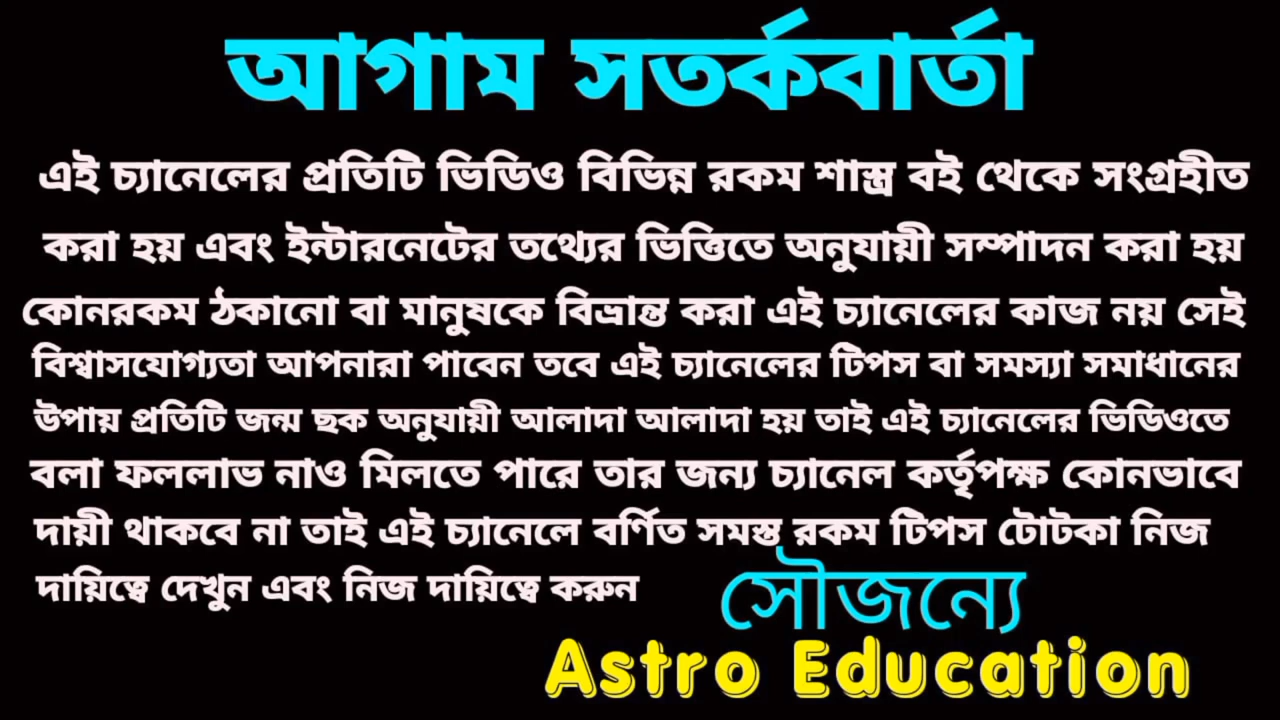 আগাম সতর্কবার্তা
এই চ্যানেলের প্রতিটি ভিডিও বিভিন্ন রকম শাস্ত্র বই থেকে সংগ্রহীত
করা হয় এবং ইন্টারনেটের তথ্যের ভিত্তিতে অনুযায়ী সম্পাদন করা হয়
কোনরকম ঠকানো বা মানুষকে বিভ্রান্ত করা এই চ্যানেলের কাজ নয় সেই
বিশ্বাসযোগ্যতা আপনারা পাবেন তবে এই চ্যানেলের টিপস বা সমস্যা সমাধানের
উপায় প্রতিটি জন্ম ছক অনুযায়ী আলাদা আলাদা হয় তাই এই চ্যানেলের ভিডিওতে
বলা ফললাভ নাও মিলতে পারে তার জন্য চ্যানেল কর্তৃপক্ষ কোনভাবে
দায়ী থাকবে না তাই এই চ্যানেলে বর্ণিত সমস্ত রকম টিপস টোটকা নিজ
দায়িত্বে দেখুন এবং নিজ দায়িত্বে করুন
সৌজন্যে
Astro Education